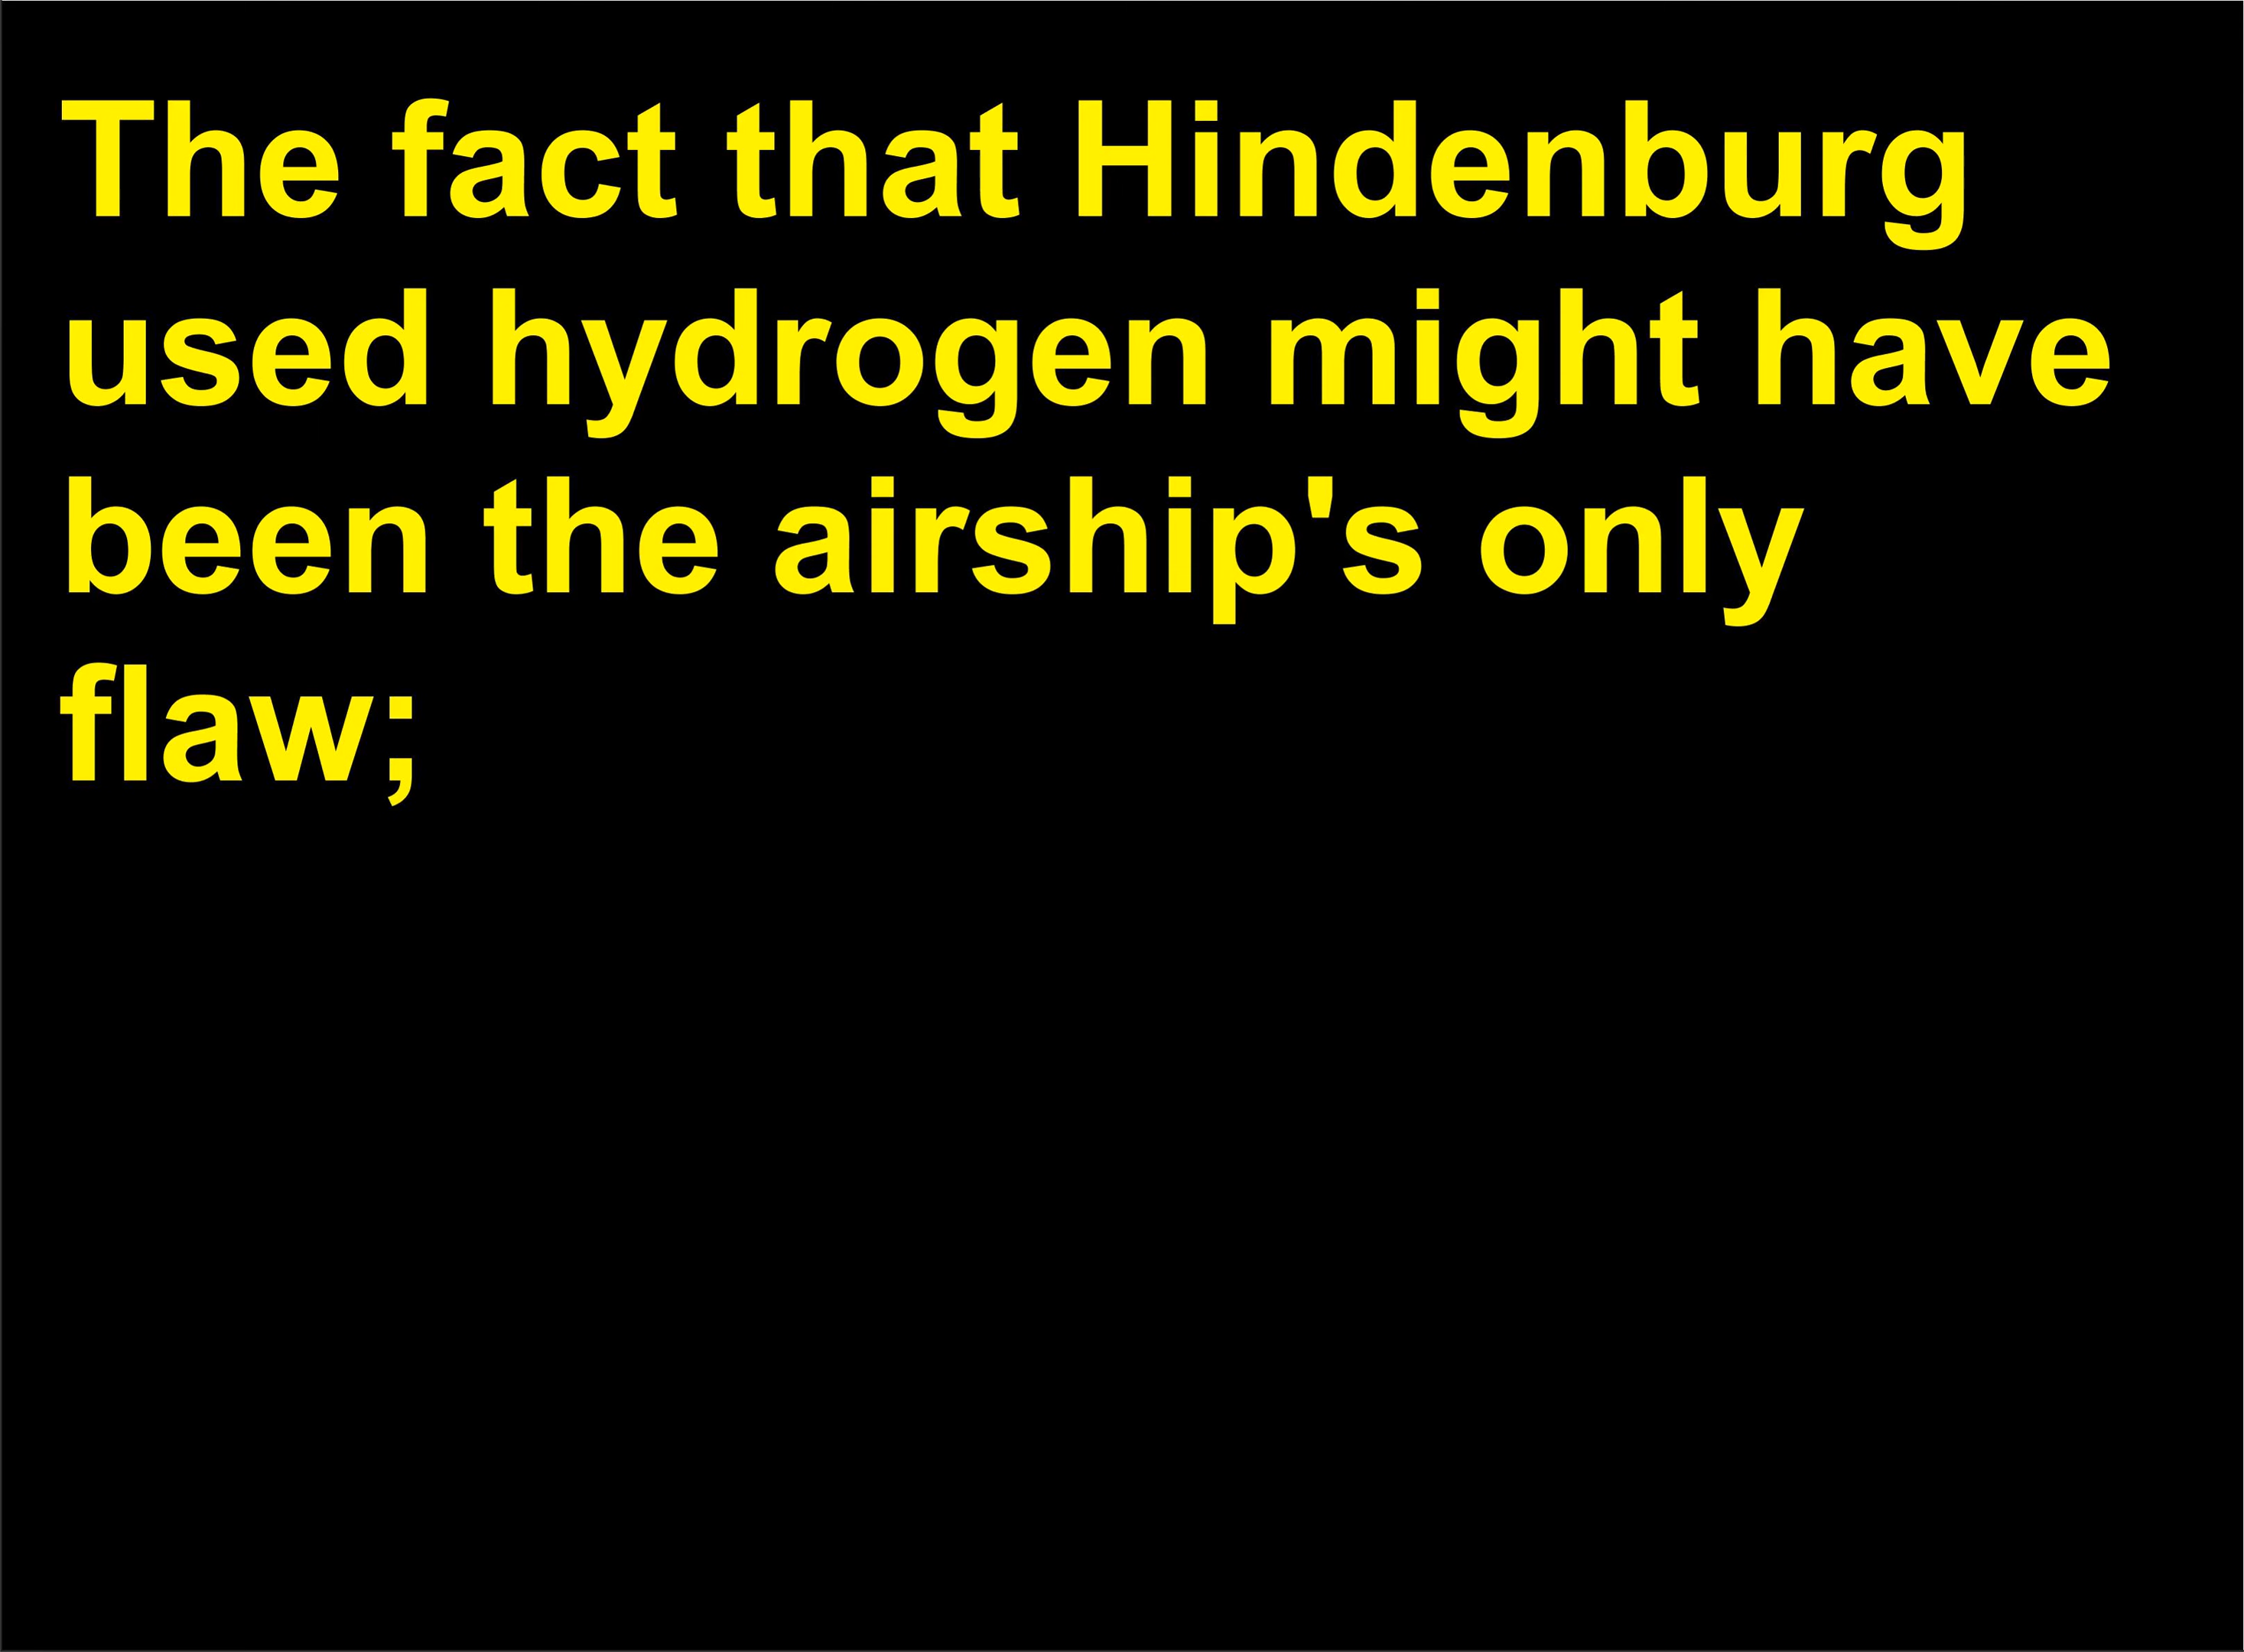 The fact that Hindenburg
used hydrogen might have
been the airship's only
flaw;